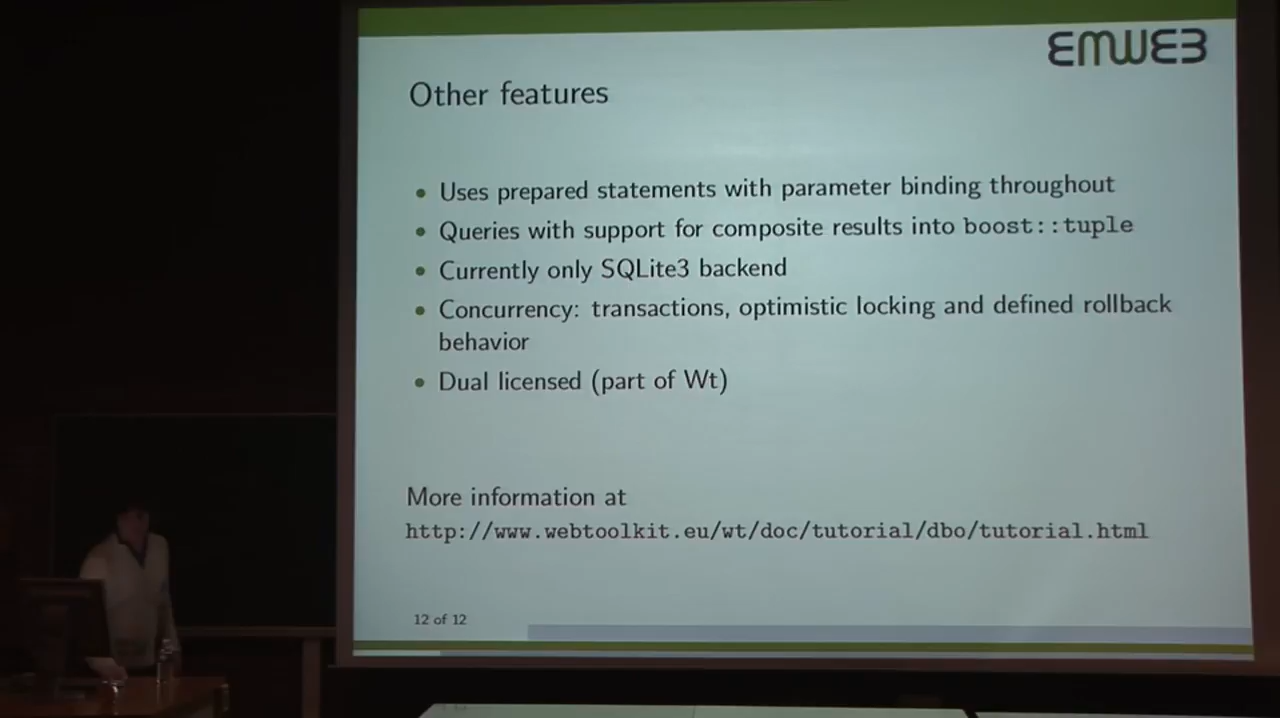 EMWEB
Other features
• Uses prepared statements with parameter binding throughout
• Queries with support for composite results into boost::tuple
• Currently only SQLite3 backend
• Concurrency: transactions, optimistic locking and defined rollback
behavior
• Dual licensed (part of Wt)
More information at
http://www.webtoolkit.eu/wt/doc/tutorial/dbo/tutorial.html
12 of 12